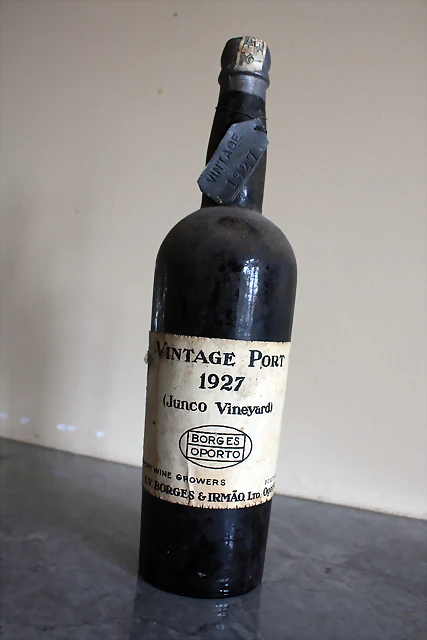 VINTAGE
1927
VINTAGE PORT
1927
(Junco Vineyard)
BORGES
OPORTO
WINE GROWERS
BORGES & IRMÃO, LTD.